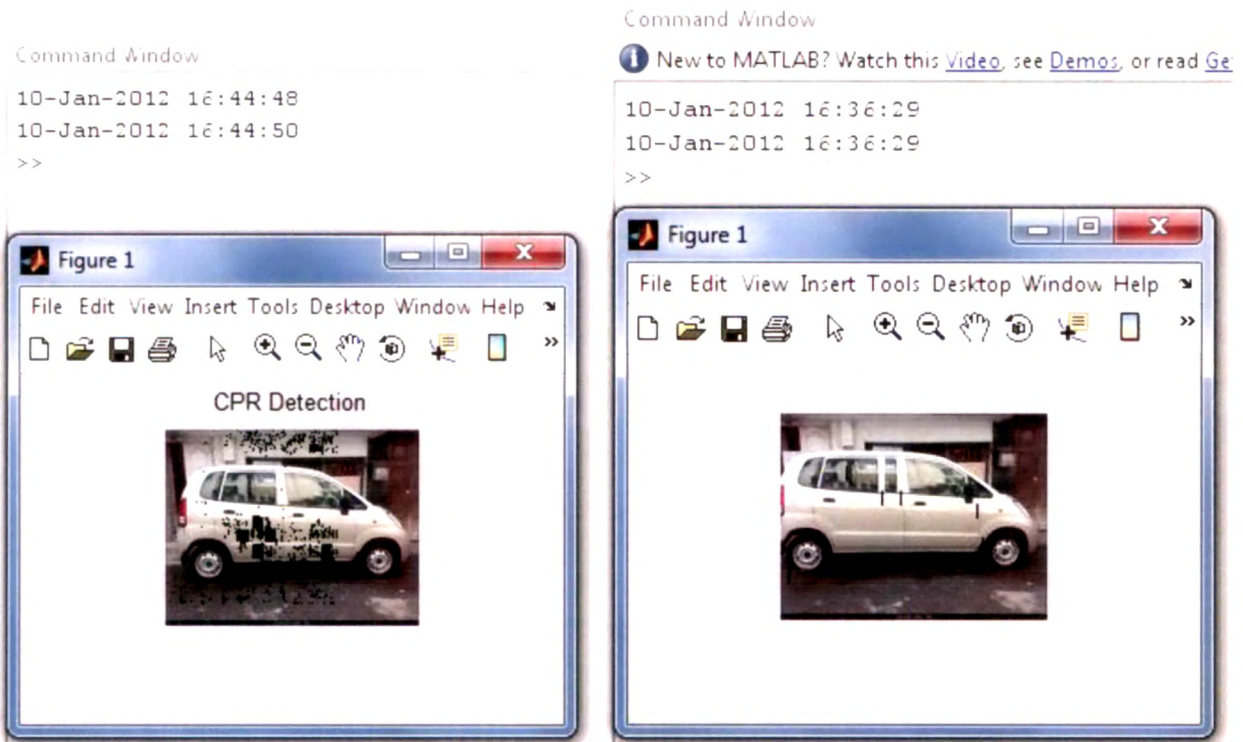 Command Window
10-Jan-2012 16:44:48
10-Jan-2012 16:44:50
>>
Figure 1
File Edit View Insert Tools Desktop Window Help
CPR Detection
Command Window
New to MATLAB? Watch this Video, see Demos, or read Ge
10-Jan-2012 16:36:29
10-Jan-2012 16:36:29
>>
Figure 1
File Edit View Insert Tools Desktop Window Help